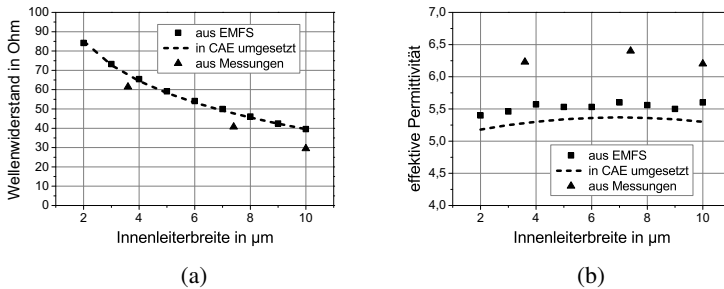 Wellenwiderstand in Ohm
100
90
80
70
60
50
40
30
20
10
0
aus EMFS
in CAE umgesetzt
aus Messungen
2 4 6 8 10
Innenleiterbreite in µm
(a)
effektive Permittivität
7,0
6,5
6,0
5,5
5,0
4,5
4,0
aus EMFS
in CAE umgesetzt
aus Messungen
2 4 6 8 10
Innenleiterbreite in µm
(b)